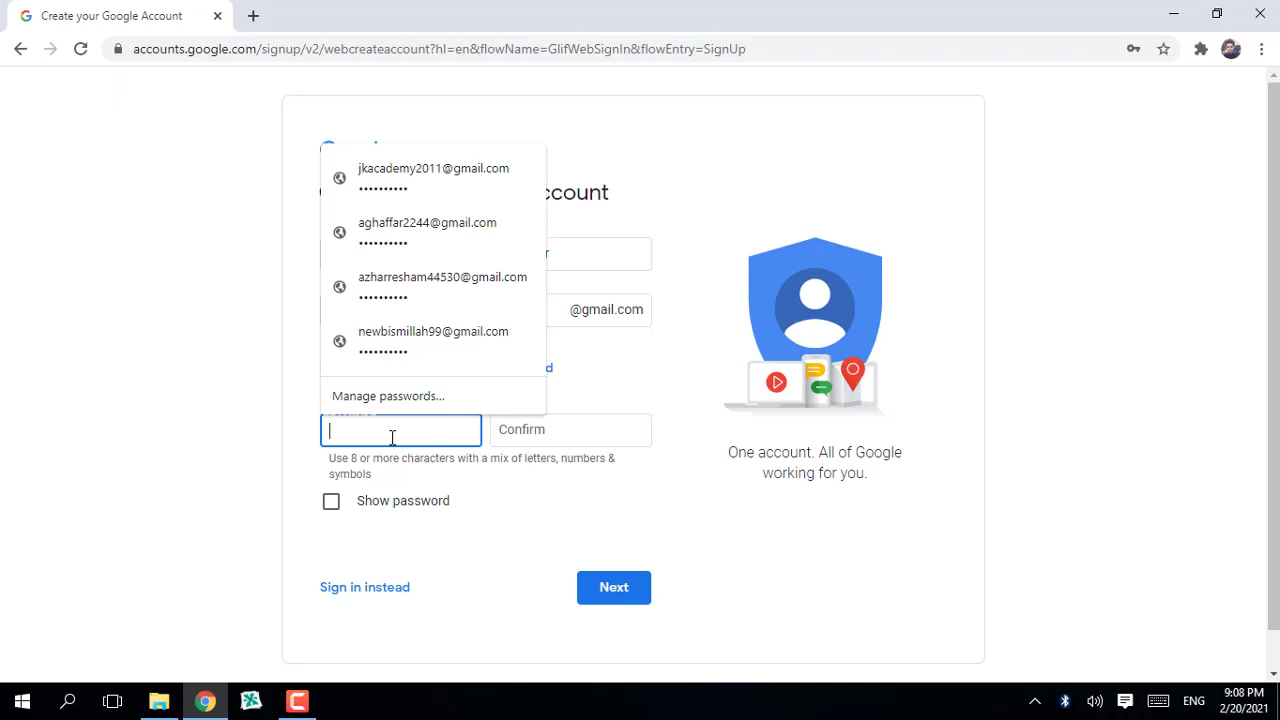 Create your Google Account
accounts.google.com/signup/v2/webcreateaccount?hl=en&flowName=GlifWebSignIn&flowEntry=SignUp
jkacademy2011@gmail.com
••••••••••
aghaffar2244@gmail.com
••••••••••
azharresham44530@gmail.com
••••••••••
newbismillah99@gmail.com
••••••••••
Manage passwords...
@gmail.com
Confirm
Use 8 or more characters with a mix of letters, numbers &
symbols
Show password
Sign in instead
Next
One account. All of Google
working for you.
ENG
9:08 PM
2/20/2021